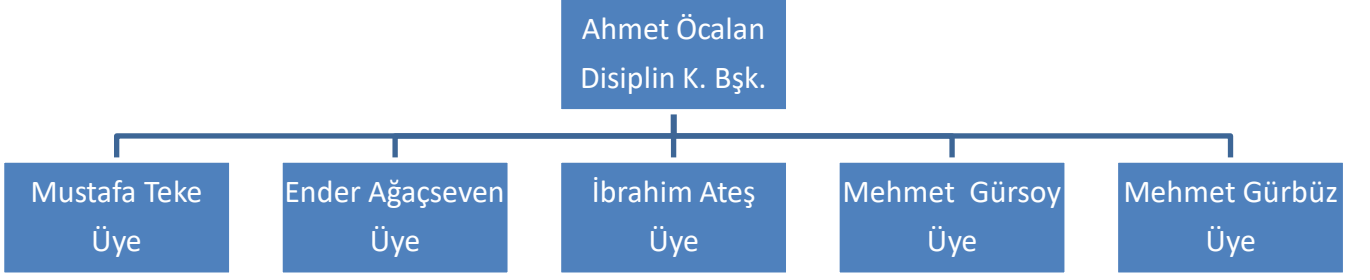 Ahmet Öcalan
Disiplin K. Bşk.
Mustafa Teke
Üye
Ender Ağaçseven
Üye
İbrahim Ateş
Üye
Mehmet  Gürsoy
Üye
Mehmet Gürbüz
Üye